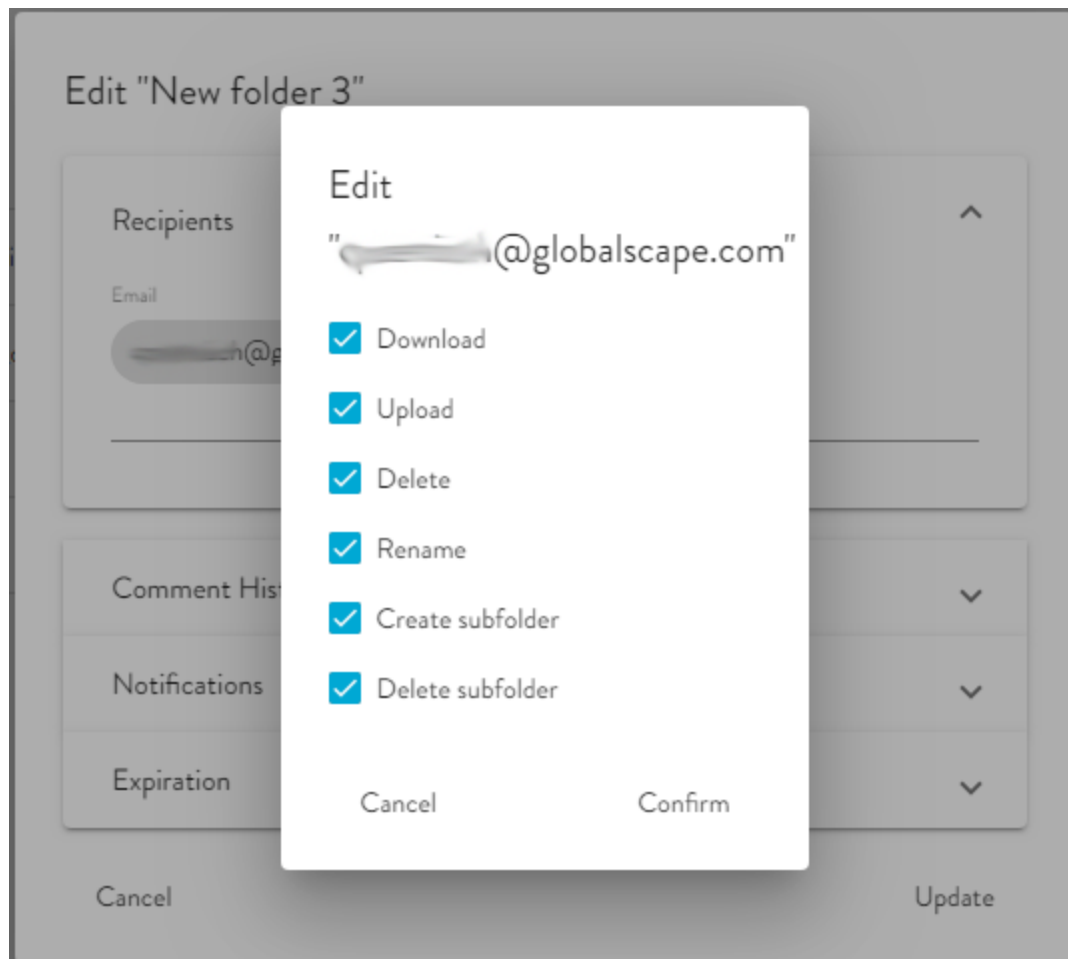 Edit "New folder 3"
Recipients
Email
@g
Edit
"@globalscape.com"
Download
Upload
Delete
Rename
Create subfolder
Delete subfolder
Cancel Confirm
Comment His
Notifications
Expiration
Cancel Update